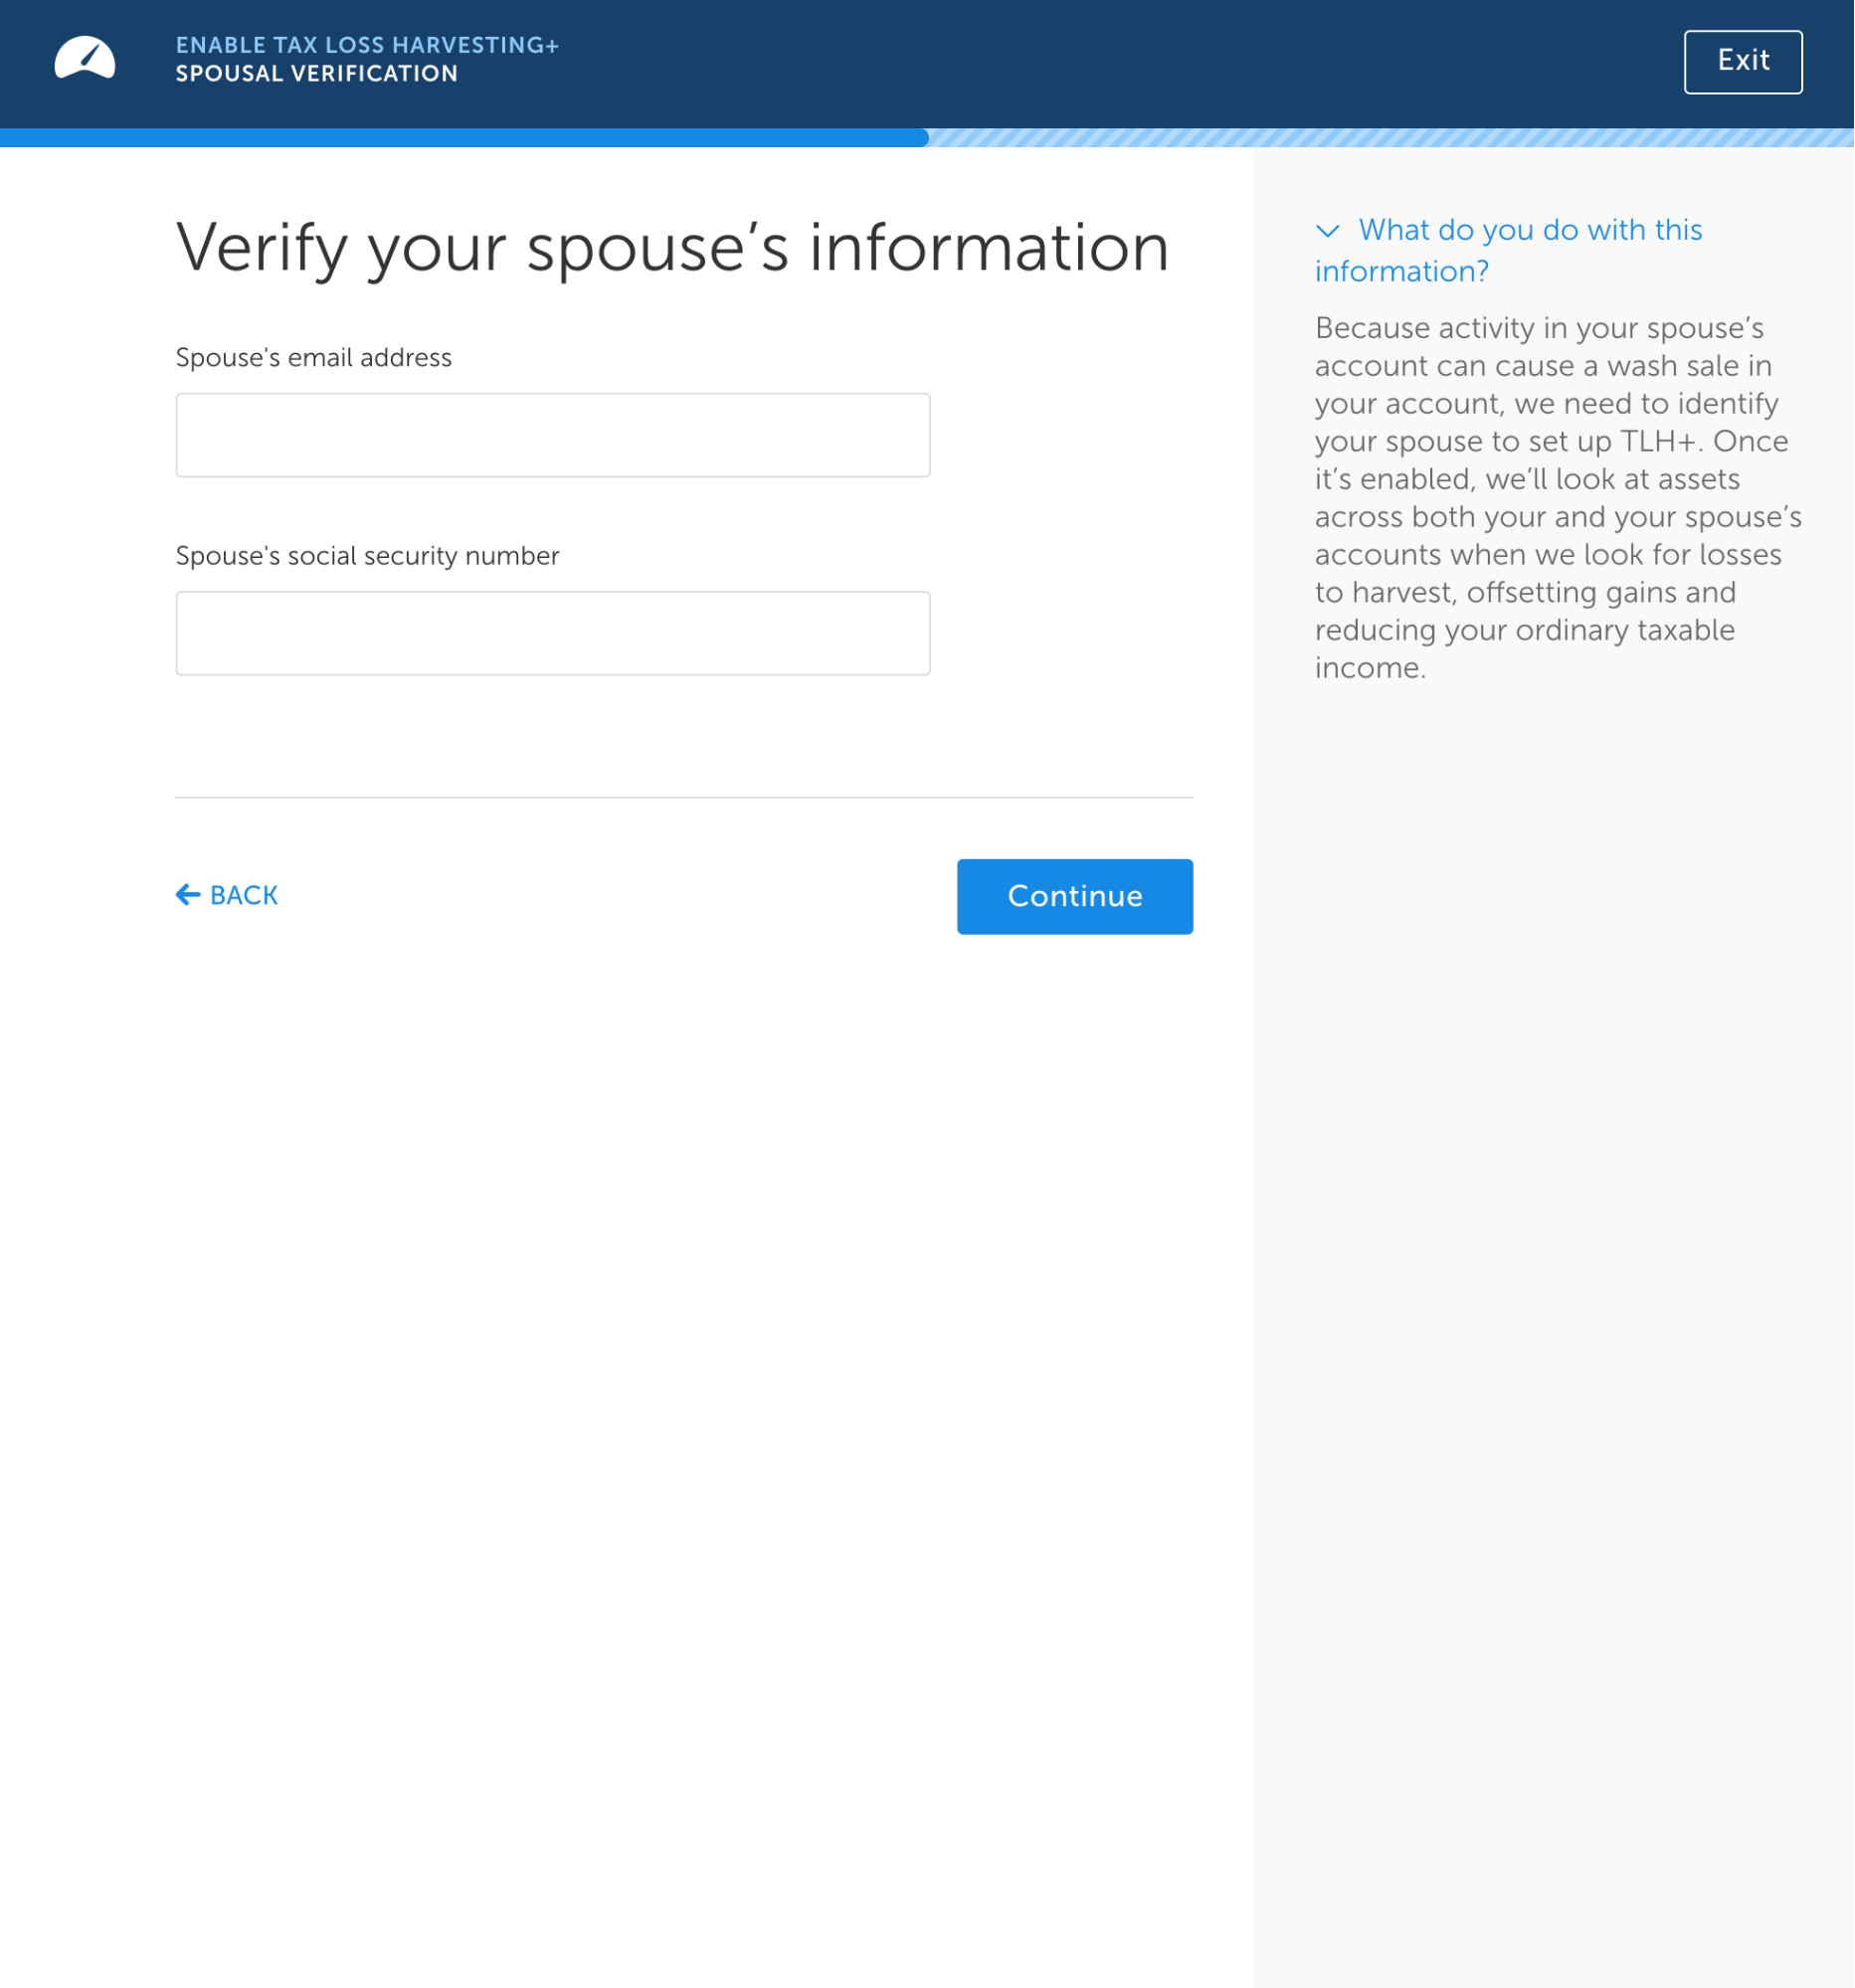 ENABLE TAX LOSS HARVESTING+
SPOUSAL VERIFICATION
Exit
Verify your spouse’s information
Spouse's email address
Spouse's social security number
BACK
Continue
What do you do with this
information?
Because activity in your spouse’s
account can cause a wash sale in
your account, we need to identify
your spouse to set up TLH+. Once
it’s enabled, we’ll look at assets
across both your and your spouse’s
accounts when we look for losses
to harvest, offsetting gains and
reducing your ordinary taxable
income.